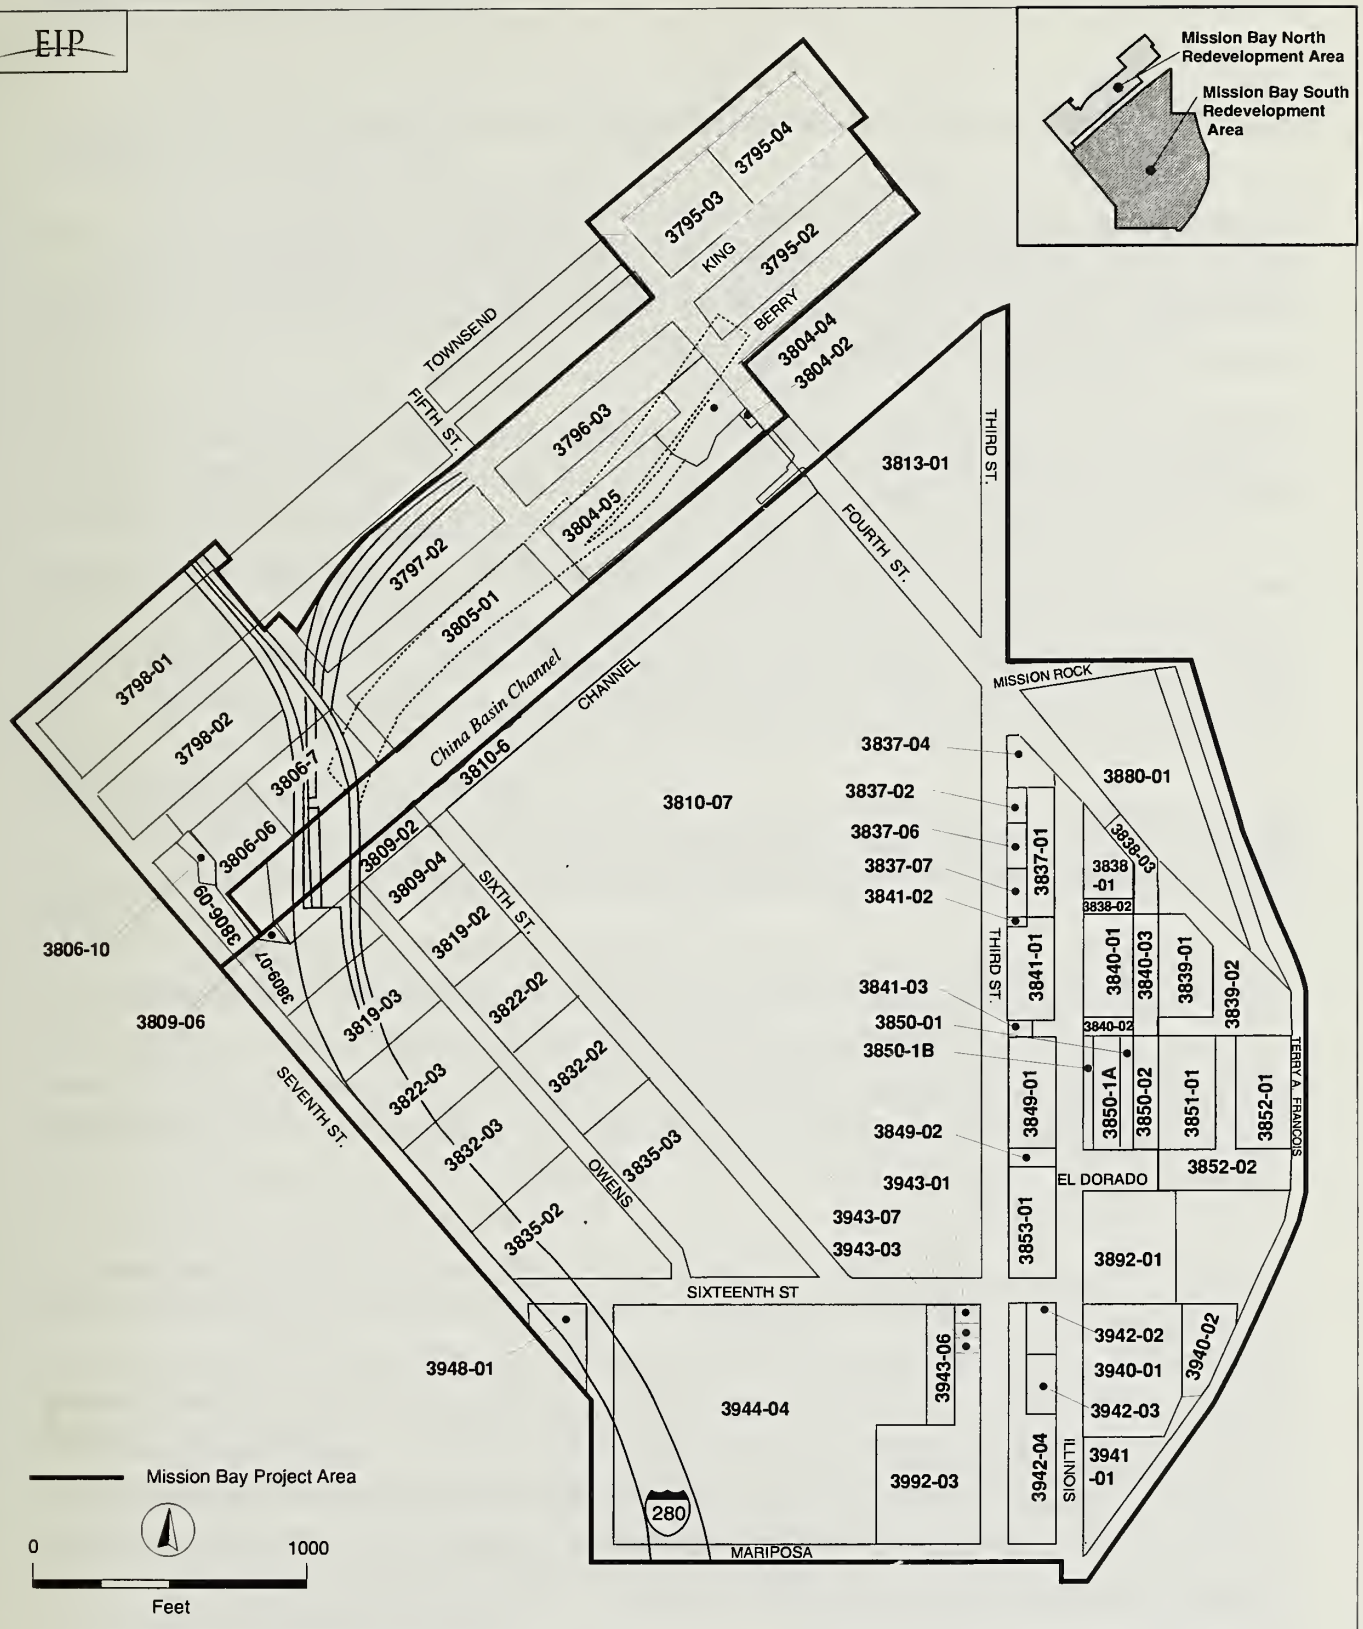 EIP
Mission Bay North
Redevelopment Area
Mission Bay South
Redevelopment
Area
3795-04
3795-03
KING
3795-02
BERRY
TOWNSEND
3804-04
3804-02
FIFTH ST.
3796-03
THIRD ST.
3813-01
3804-05
FOURTH ST.
3797-02
3805-01
3798-01
China Basin Channel
CHANNEL
MISSION ROCK
3798-02
3810-6
3806-7
3837-04
3880-01
3810-07
3837-02
3806-06
3809-02
3837-06
3837-01
3838-03
3809-04
3837-07
3838
-01
SIXTH ST.
3841-02
3838-02
3806-09
3819-02
3806-10
THIRD ST.
3841-01
3840-01
3840-03
3839-01
3839-02
3809-07
3822-02
3841-03
3819-03
3809-06
3850-01
3840-02
3850-1B
3832-02
TERRY A. FRANCOIS
3822-03
SEVENTH ST.
3849-01
3850-1A
3850-02
3851-01
3852-01
3849-02
3832-03
3835-03
3852-02
OWENS
3943-01
EL DORADO
3835-02
3943-07
3853-01
3943-03
3892-01
SIXTEENTH ST
3942-02
3940-02
3948-01
3943-06
3940-01
3944-04
3942-03
3941
-01
ILLINOIS
3942-04
3992-03
Mission Bay Project Area
280
0
1000
MARIPOSA
Feet